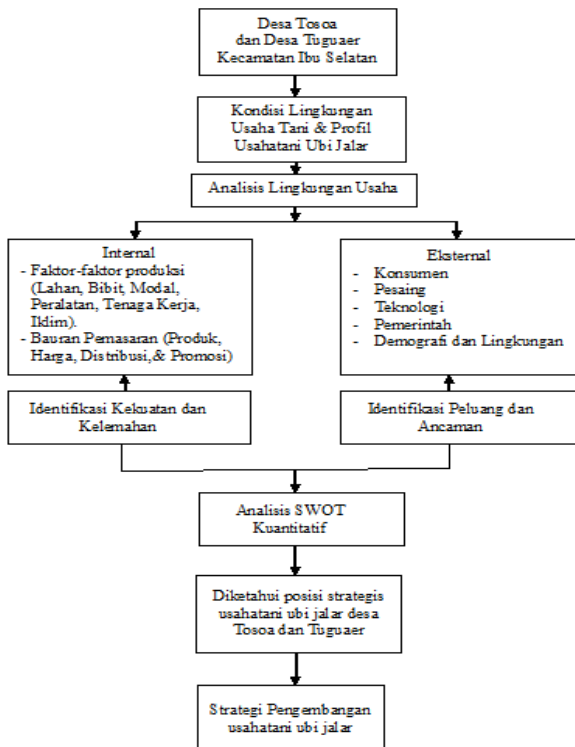 Desa Tosoa
dan Desa Tuguaer
Kecamatan Ibu Selatan
Kondisi Lingkungan
Usaha Tani & Profil
Usahatani Ubi Jalar
Analisis Lingkungan Usaha
Internal
- Faktor-faktor produksi
(Lahan, Bibit, Modal,
Peralatan, Tenaga Kerja,
Iklim).
- Bauran Pemasaran (Produk,
Harga, Distribusi,& Promosi)
Eksternal
- Konsumen
- Pesaing
- Teknologi
- Pemerintah
- Demografi dan Lingkungan
Identifikasi Kekuatan dan
Kelemahan
Identifikasi Peluang dan
Ancaman
Analisis SWOT
Kuantitatif
Diketahui posisi strategis
usahatani ubi jalar desa
Tosoa dan Tuguaer
Strategi Pengembangan
usahatani ubi jalar